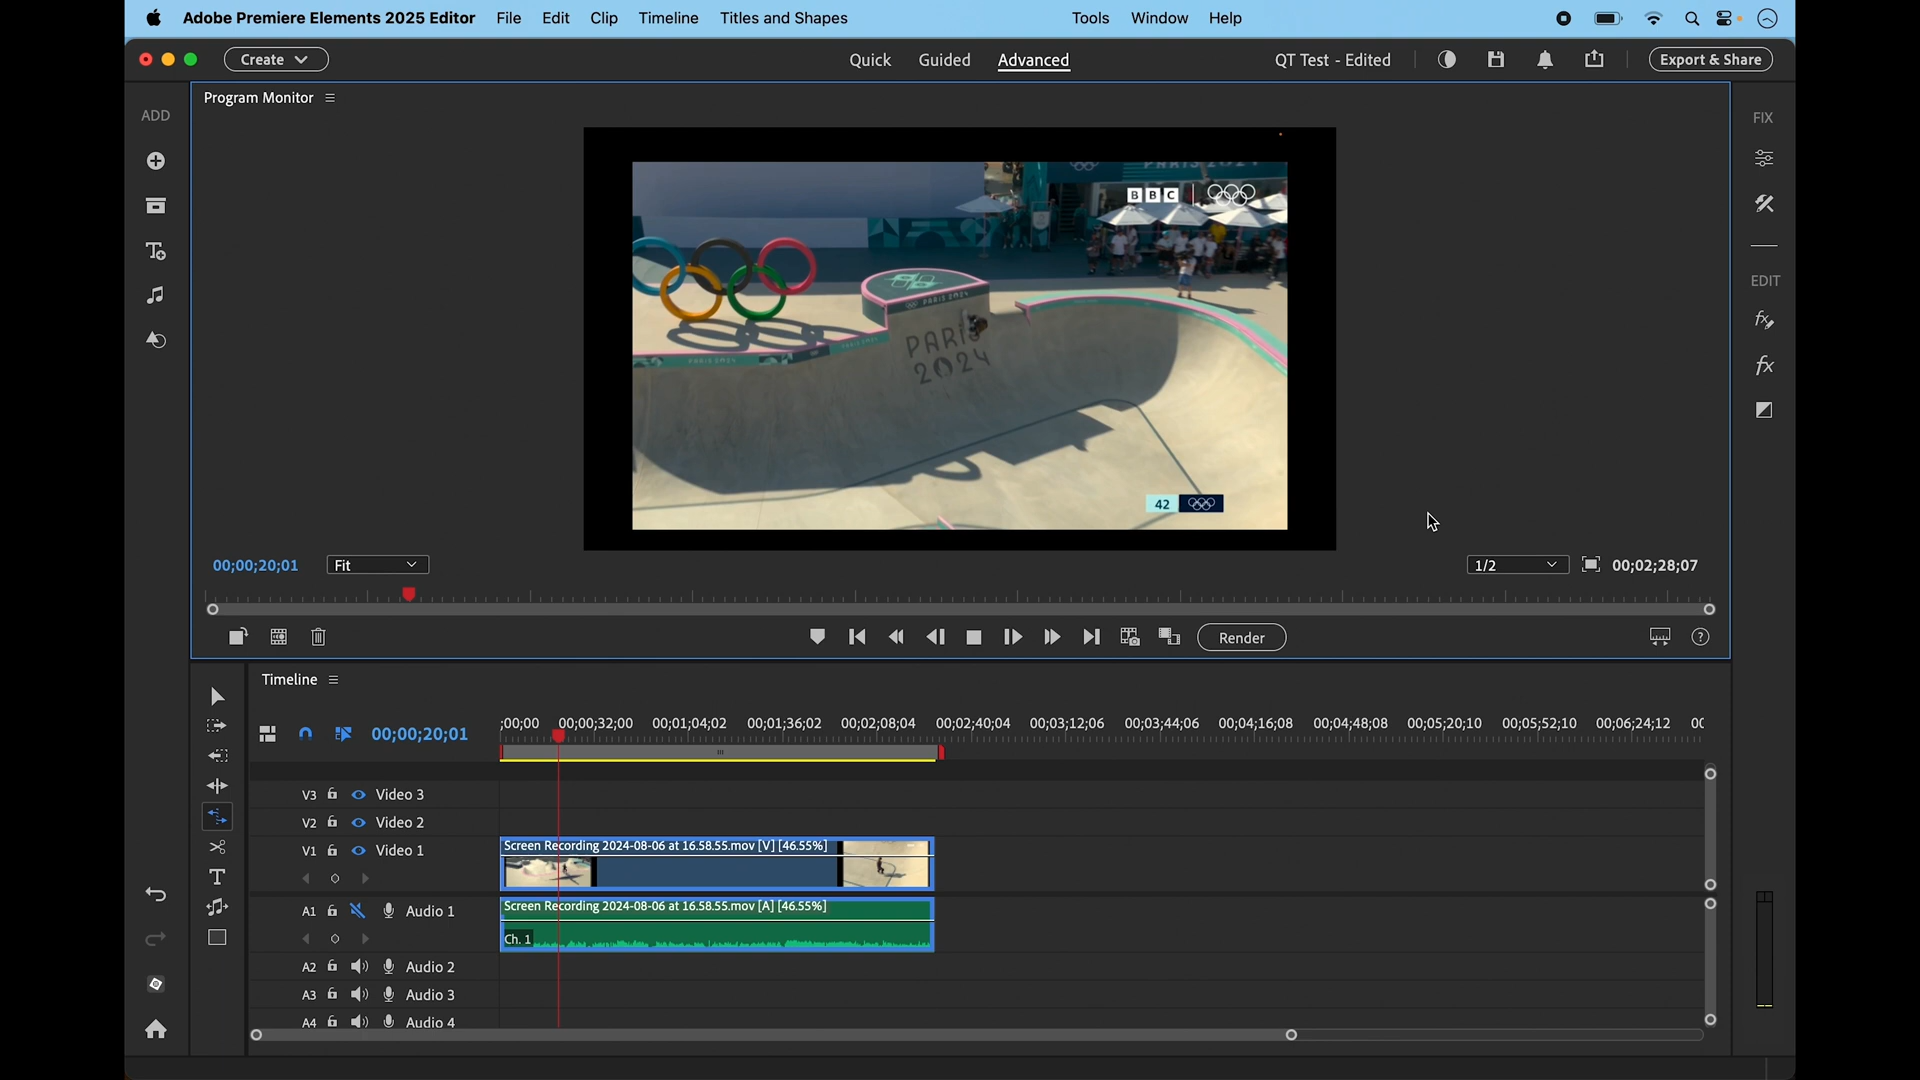 Adobe Premiere Elements 2025 Editor File Edit Clip Timeline Titles and Shapes Tools Window Help
Create Quick Guided Advanced QT Test - Edited Export & Share
Program Monitor
ADD
FIX
EDIT
BBC
PARIS 2024
PARIS
2024
42
00;00;20;01 Fit 1/2 00;02;28;07
Render
Timeline
00;00;20;01 ;00;00 00;00;32;00 00;01;04;02 00;01;36;02 00;02;08;04 00;02;40;04 00;03;12;06 00;03;44;06 00;04;16;08 00;04;48;08 00;05;20;10 00;05;52;10 00;06;24;12 00
V3 Video 3
V2 Video 2
V1 Video 1 Screen Recording 2024-08-06 at 16.58.55.mov [V] [46.55%]
A1 Audio 1 Screen Recording 2024-08-06 at 16.58.55.mov [A] [46.55%]
Ch. 1
A2 Audio 2
A3 Audio 3
A4 Audio 4